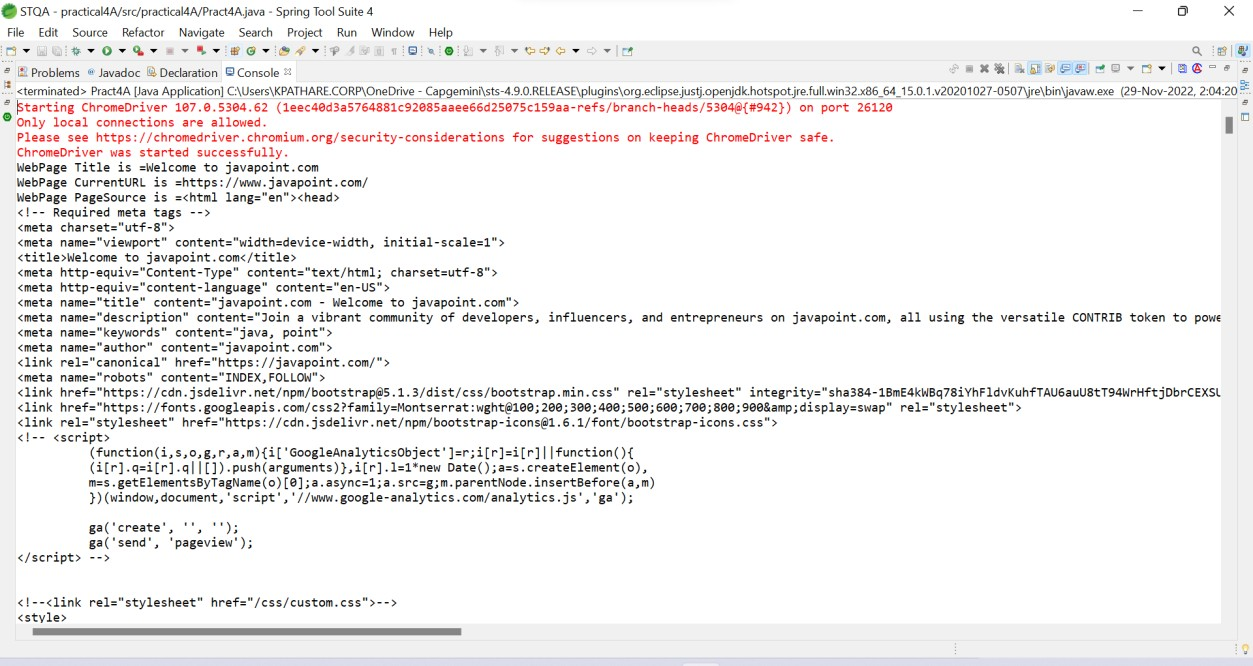 STQA - practical4A/src/practical4A/Pract4A.java - Spring Tool Suite 4
File Edit Source Refactor Navigate Search Project Run Window Help
Problems Javadoc Declaration Console
<terminated> Pract4A [Java Application] C:\Users\KPATHARE.CORP\OneDrive - Capgemini\sts-4.9.0.RELEASE\plugins\org.eclipse.justj.openjdk.hotspot.jre.full.win32.x86_64_15.0.1.v20201027-0507\jre\bin\javaw.exe (29-Nov-2022, 2:04:20
Starting ChromeDriver 107.0.5304.62 (1eec40d3a5764881c92085aaee66d25075c159aa-refs/branch-heads/5304@{#942}) on port 26120
Only local connections are allowed.
Please see https://chromedriver.chromium.org/security-considerations for suggestions on keeping ChromeDriver safe.
ChromeDriver was started successfully.
WebPage Title is =Welcome to javapoint.com
WebPage CurrentURL is =https://www.javapoint.com/
WebPage PageSource is =<html lang="en"><head>
<!-- Required meta tags -->
<meta charset="utf-8">
<meta name="viewport" content="width=device-width, initial-scale=1">
<title>Welcome to javapoint.com</title>
<meta http-equiv="Content-Type" content="text/html; charset=utf-8">
<meta http-equiv="content-language" content="en-US">
<meta name="title" content="javapoint.com - Welcome to javapoint.com">
<meta name="description" content="Join a vibrant community of developers, influencers, and entrepreneurs on javapoint.com, all using the versatile CONTRIB token to powe
<meta name="keywords" content="java, point">
<meta name="author" content="javapoint.com">
<link rel="canonical" href="https://javapoint.com/">
<meta name="robots" content="INDEX,FOLLOW">
<link href="https://cdn.jsdelivr.net/npm/bootstrap@5.1.3/dist/css/bootstrap.min.css" rel="stylesheet" integrity="sha384-1BmE4kWBq78iYhFldvKuhfTAU6auU8tT94WrHftjDbrCEXSU
<link href="https://fonts.googleapis.com/css2?family=Montserrat:wght@100;200;300;400;500;600;700;800;900&amp;display=swap" rel="stylesheet">
<link rel="stylesheet" href="https://cdn.jsdelivr.net/npm/bootstrap-icons@1.6.1/font/bootstrap-icons.css">
<!-- <script>
(function(i,s,o,g,r,a,m){i['GoogleAnalyticsObject']=r;i[r]=i[r]||function(){
(i[r].q=i[r].q||[]).push(arguments)},i[r].l=1*new Date();a=s.createElement(o),
m=s.getElementsByTagName(o)[0];a.async=1;a.src=g;m.parentNode.insertBefore(a,m)
})(window,document,'script','//www.google-analytics.com/analytics.js','ga');
ga('create', '', '');
ga('send', 'pageview');
</script> -->
<!--<link rel="stylesheet" href="/css/custom.css">-->
<style>